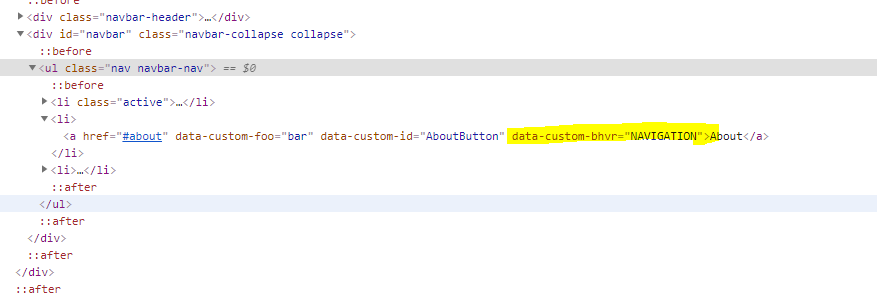 ::before
▶<div class="navbar-header">…</div>
▼<div id="navbar" class="navbar-collapse collapse">
::before
▼<ul class="nav navbar-nav"> == $0
::before
▶<li class="active">…</li>
▼<li>
<a href="#about" data-custom-foo="bar" data-custom-id="AboutButton" data-custom-bhvr="NAVIGATION">About</a>
</li>
▶<li>…</li>
::after
</ul>
::after
</div>
::after
</div>
::after